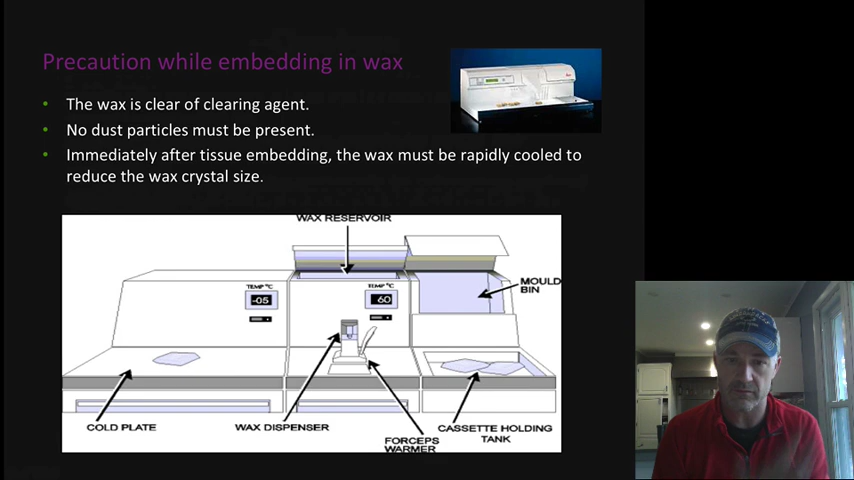 Precaution while embedding in wax
• The wax is clear of clearing agent.
• No dust particles must be present.
• Immediately after tissue embedding, the wax must be rapidly cooled to
reduce the wax crystal size.
WAX RESERVOIR
TEMP °C
-05
TEMP °C
60
MOULD
BIN
COLD PLATE
WAX DISPENSER
FORCEPS
WARMER
CASSETTE HOLDING
TANK